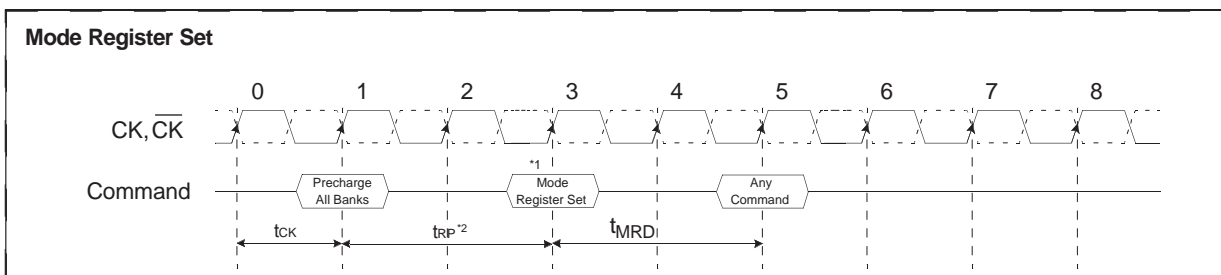 Mode Register Set
0 1 2 3 4 5 6 7 8
CK, C̅K̅
*1
Command
Precharge
All Banks
Mode
Register Set
Any
Command
tCK
tRP*2
tMRD